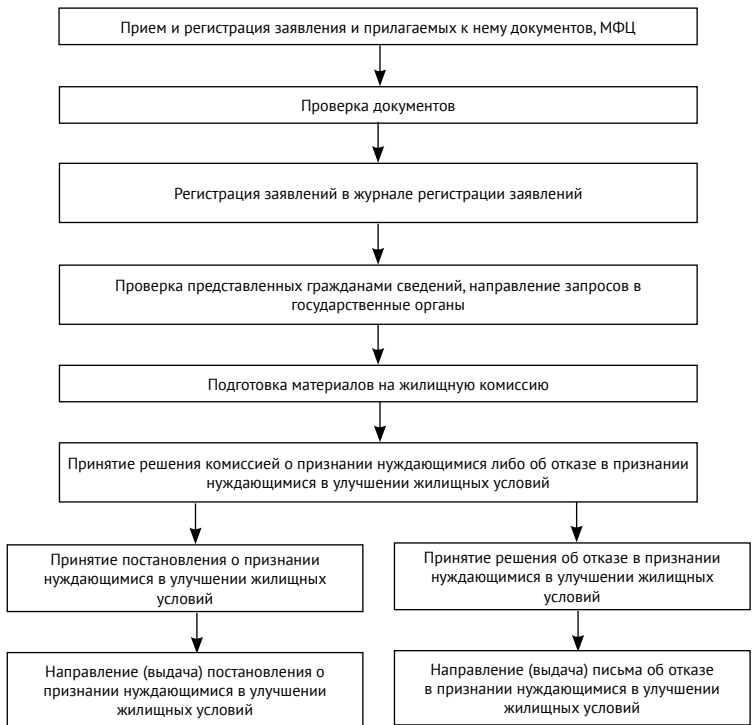 Прием и регистрация заявления и прилагаемых к нему документов, МФЦ
Проверка документов
Регистрация заявлений в журнале регистрации заявлений
Проверка представленных гражданами сведений, направление запросов в
государственные органы
Подготовка материалов на жилищную комиссию
Принятие решения комиссией о признании нуждающимися либо об отказе в признании
нуждающимися в улучшении жилищных условий
Принятие постановления о признании
нуждающимися в улучшении жилищных
условий
Принятие решения об отказе в признании
нуждающимися в улучшении жилищных
условий
Направление (выдача) постановления о
признании нуждающимися в улучшении
жилищных условий
Направление (выдача) письма об отказе
в признании нуждающимися в улучшении
жилищных условий